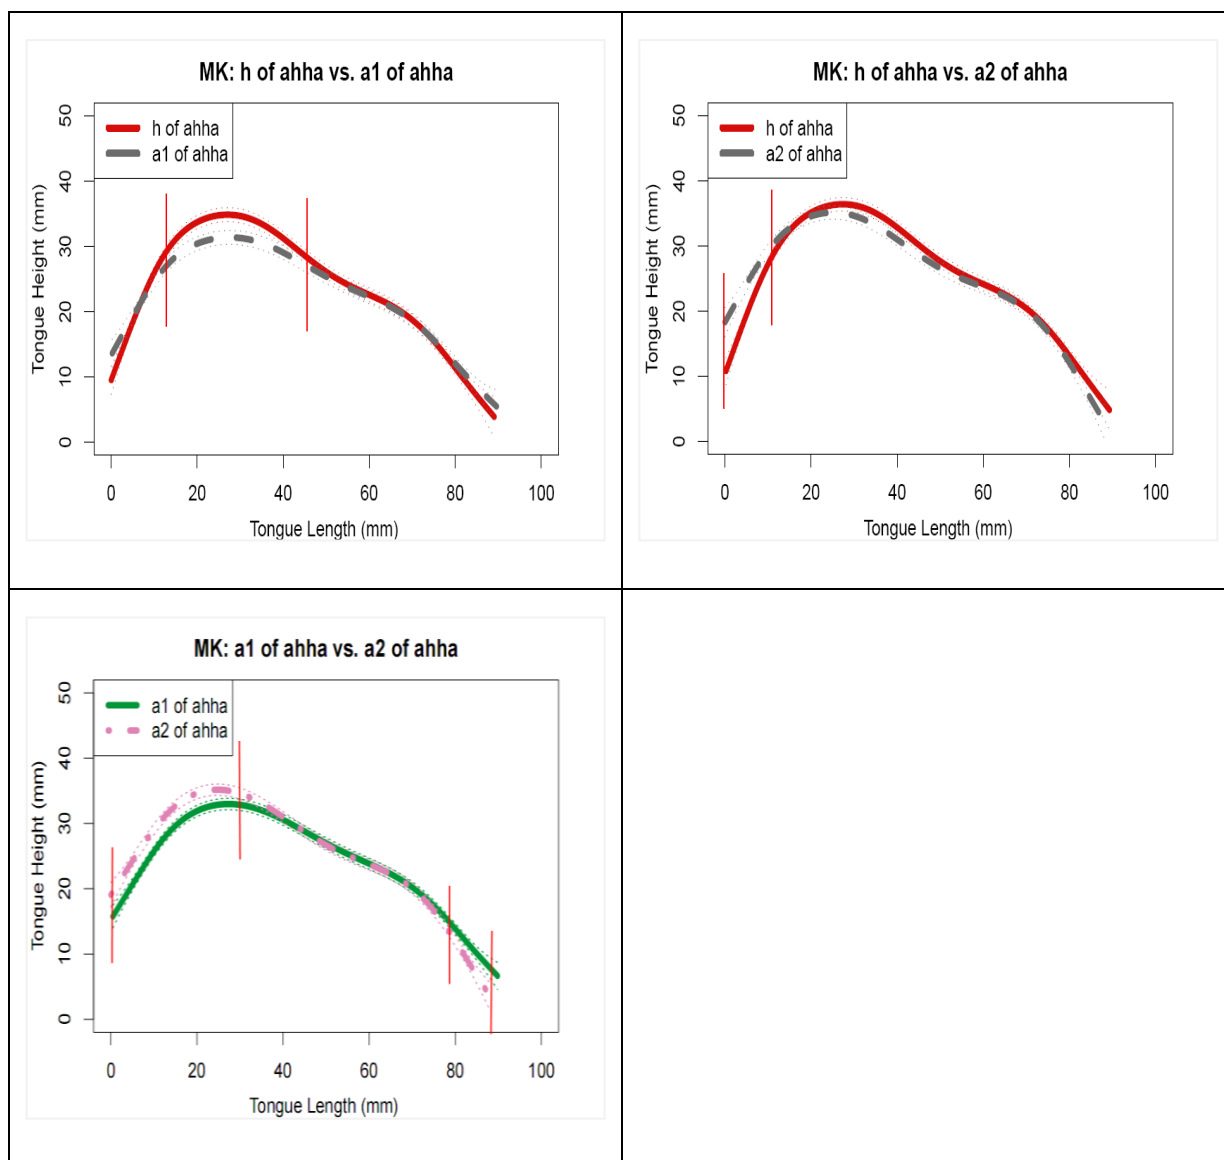 MK: h of ahha vs. a1 of ahha
h of ahha
a1 of ahha
Tongue Height (mm)
50
40
30
20
10
0
0 20 40 60 80 100
Tongue Length (mm)
MK: h of ahha vs. a2 of ahha
h of ahha
a2 of ahha
Tongue Height (mm)
50
40
30
20
10
0
0 20 40 60 80 100
Tongue Length (mm)
MK: a1 of ahha vs. a2 of ahha
a1 of ahha
a2 of ahha
Tongue Height (mm)
50
40
30
20
10
0
0 20 40 60 80 100
Tongue Length (mm)